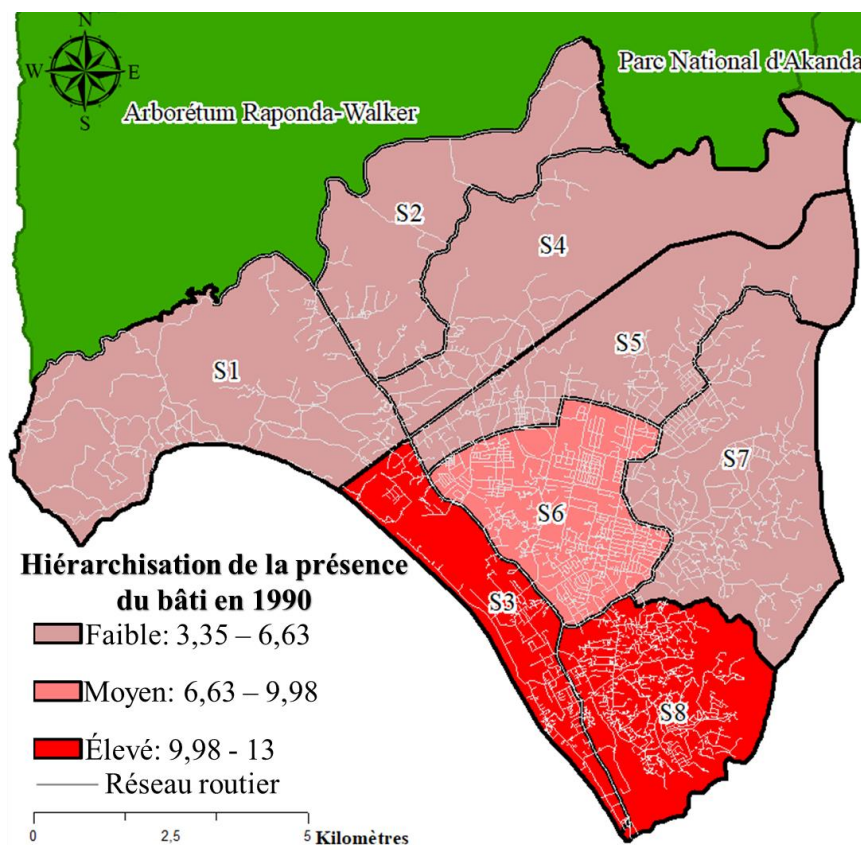 N
W E
S
Parc National d'Akanda
Arborétum Raponda-Walker
S2
S4
S5
S1
S7
S6
S3
S8
Hiérarchisation de la présence
du bâti en 1990
Faible: 3,35 – 6,63
Moyen: 6,63 – 9,98
Élevé: 9,98 - 13
Réseau routier
0 2,5 5 Kilomètres